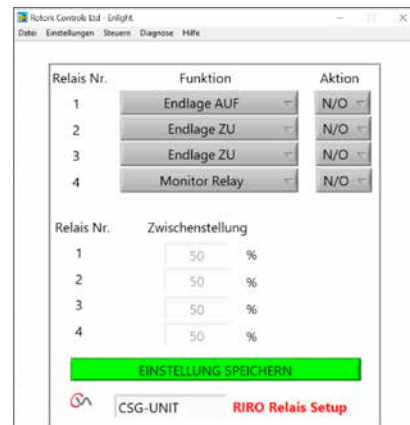 Rotork Controls Ltd - Enlight
Datei Einstellungen Steuern Diagnose Hilfe
Relais Nr. Funktion Aktion
1 Endlage AUF N/O
2 Endlage ZU N/O
3 Endlage ZU N/O
4 Monitor Relay N/O
Relais Nr. Zwischenstellung
1 50 %
2 50 %
3 50 %
4 50 %
EINSTELLUNG SPEICHERN
CSG-UNIT RIRO Relais Setup